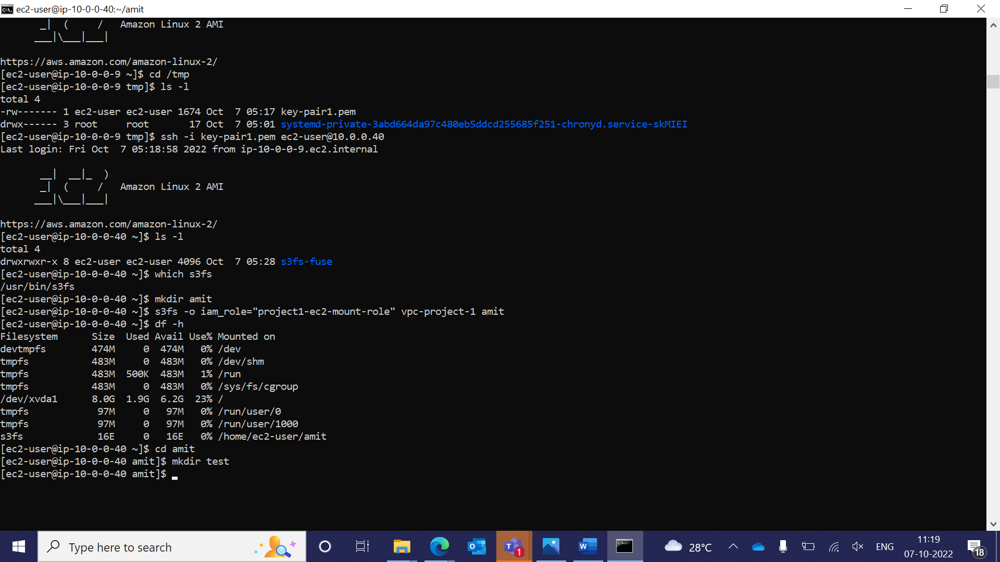 ec2-user@ip-10-0-0-40:~/amit
       _|  (     /   Amazon Linux 2 AMI
      ___|\___|___|
https://aws.amazon.com/amazon-linux-2/
[ec2-user@ip-10-0-0-9 ~]$ cd /tmp
[ec2-user@ip-10-0-0-9 tmp]$ ls -l
total 4
-rw------- 1 ec2-user ec2-user 1674 Oct  7 05:17 key-pair1.pem
drwx------ 3 root     root       17 Oct  7 05:01 systemd-private-3abd664da97c480eb5ddcd255685f251-chronyd.service-skMIEI
[ec2-user@ip-10-0-0-9 tmp]$ ssh -i key-pair1.pem ec2-user@10.0.0.40
Last login: Fri Oct  7 05:18:58 2022 from ip-10-0-0-9.ec2.internal
       __|  __|_  )
       _|  (     /   Amazon Linux 2 AMI
      ___|\___|___|
https://aws.amazon.com/amazon-linux-2/
[ec2-user@ip-10-0-0-40 ~]$ ls -l
total 4
drwxrwxr-x 8 ec2-user ec2-user 4096 Oct  7 05:28 s3fs-fuse
[ec2-user@ip-10-0-0-40 ~]$ which s3fs
/usr/bin/s3fs
[ec2-user@ip-10-0-0-40 ~]$ mkdir amit
[ec2-user@ip-10-0-0-40 ~]$ s3fs -o iam_role="project1-ec2-mount-role" vpc-project-1 amit
[ec2-user@ip-10-0-0-40 ~]$ df -h
Filesystem      Size  Used Avail Use% Mounted on
devtmpfs        474M     0  474M   0% /dev
tmpfs           483M     0  483M   0% /dev/shm
tmpfs           483M  500K  483M   1% /run
tmpfs           483M     0  483M   0% /sys/fs/cgroup
/dev/xvda1      8.0G  1.9G  6.2G  23% /
tmpfs            97M     0   97M   0% /run/user/0
tmpfs            97M     0   97M   0% /run/user/1000
s3fs             16E     0   16E   0% /home/ec2-user/amit
[ec2-user@ip-10-0-0-40 ~]$ cd amit
[ec2-user@ip-10-0-0-40 amit]$ mkdir test
[ec2-user@ip-10-0-0-40 amit]$
Type here to search
1
28°C
ENG
11:19
07-10-2022
18